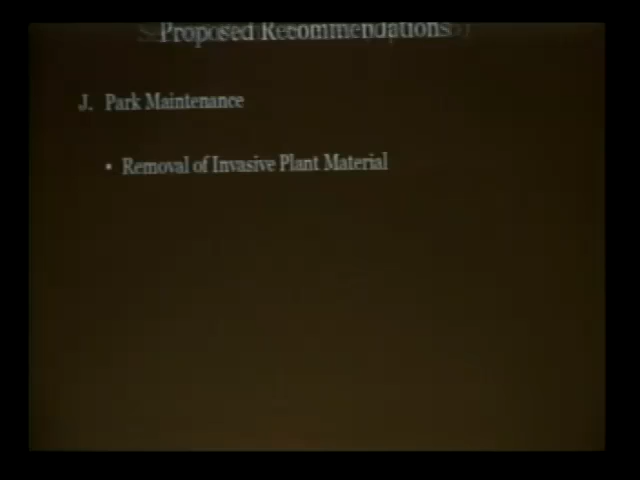 Proposed Recommendations
J. Park Maintenance
• Removal of Invasive Plant Material